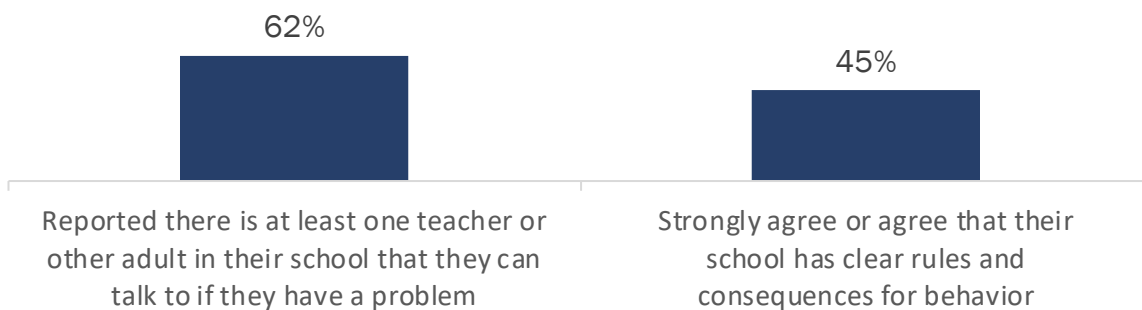 62%
45%
Reported there is at least one teacher or
other adult in their school that they can
talk to if they have a problem
Strongly agree or agree that their
school has clear rules and
consequences for behavior